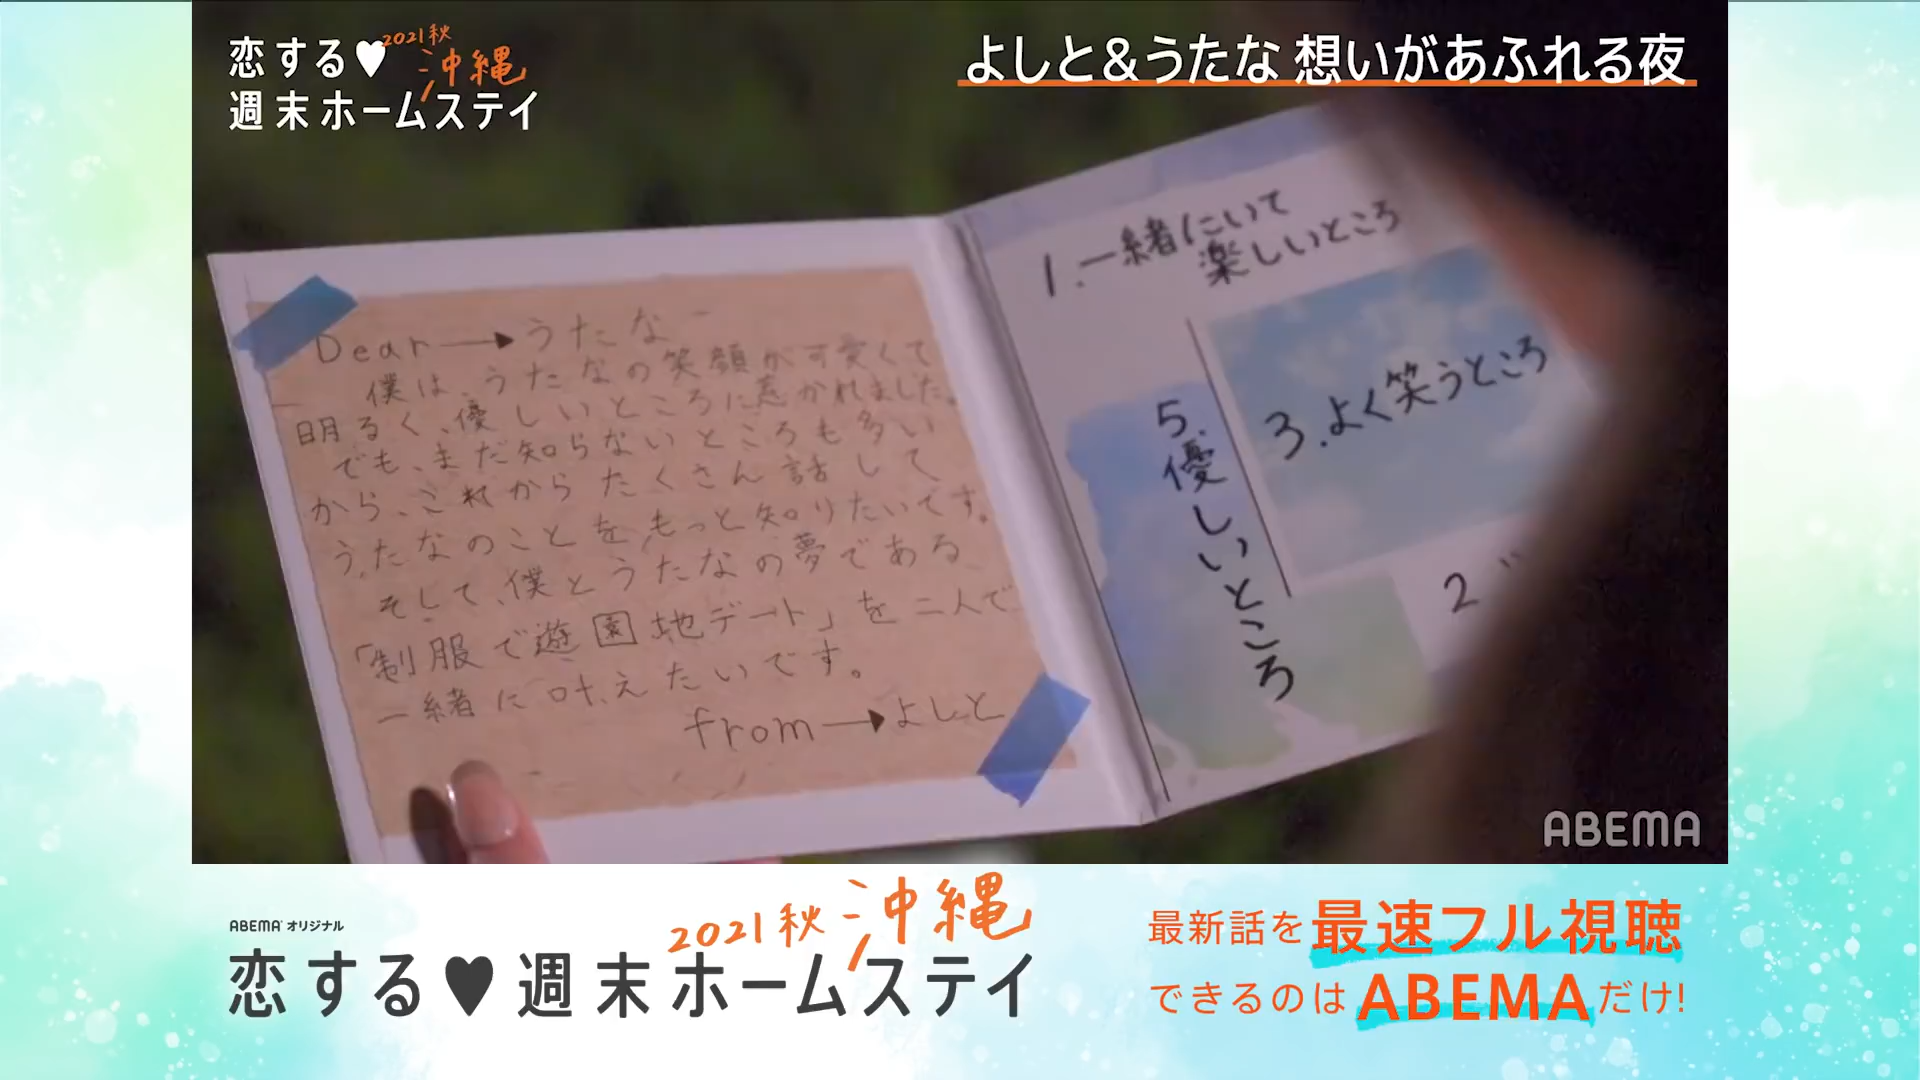 恋する♥
2021秋
沖縄
週末ホームステイ
よしと&うたな 想いがあふれる夜
Dear→うたな
僕は、うたなの笑顔が可愛くて
明るく、優しいところに惹かれました。
でも、まだ知らないところも多い
から、これからたくさん話して
うたなのことを、もっと知りたいです。
そして、僕とうたなの夢である
「制服で遊園地デート」を二人で
一緒に叶えたいです。
from→よしと
1.一緒にいて
楽しいところ
3.よく笑うところ
5.優しいところ
2
ABEMA
ABEMAオリジナル
2021秋 沖縄
恋する♥週末ホームステイ
最新話を最速フル視聴
できるのはABEMAだけ!